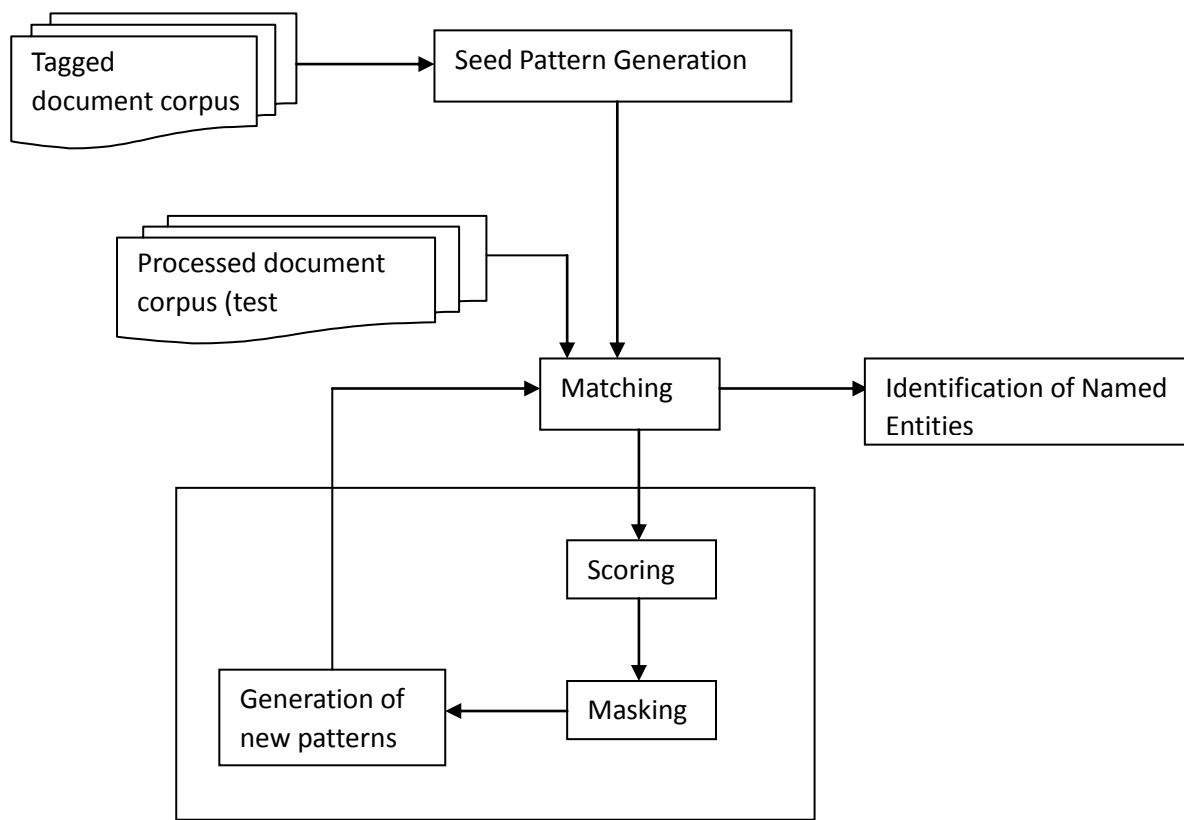 Tagged
document corpus
Seed Pattern Generation
Processed document
corpus (test
Matching
Identification of Named
Entities
Scoring
Generation of
new patterns
Masking